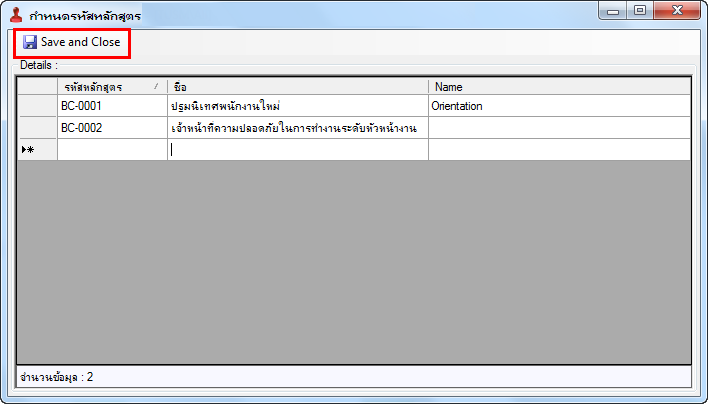 กำหนดรหัสหลักสูตร
Save and Close
Details :
รหัสหลักสูตร / ชื่อ Name
BC-0001 ปฐมนิเทศพนักงานใหม่ Orientation
BC-0002 เจ้าหน้าที่ความปลอดภัยในการทำงานระดับหัวหน้างาน
จำนวนข้อมูล : 2